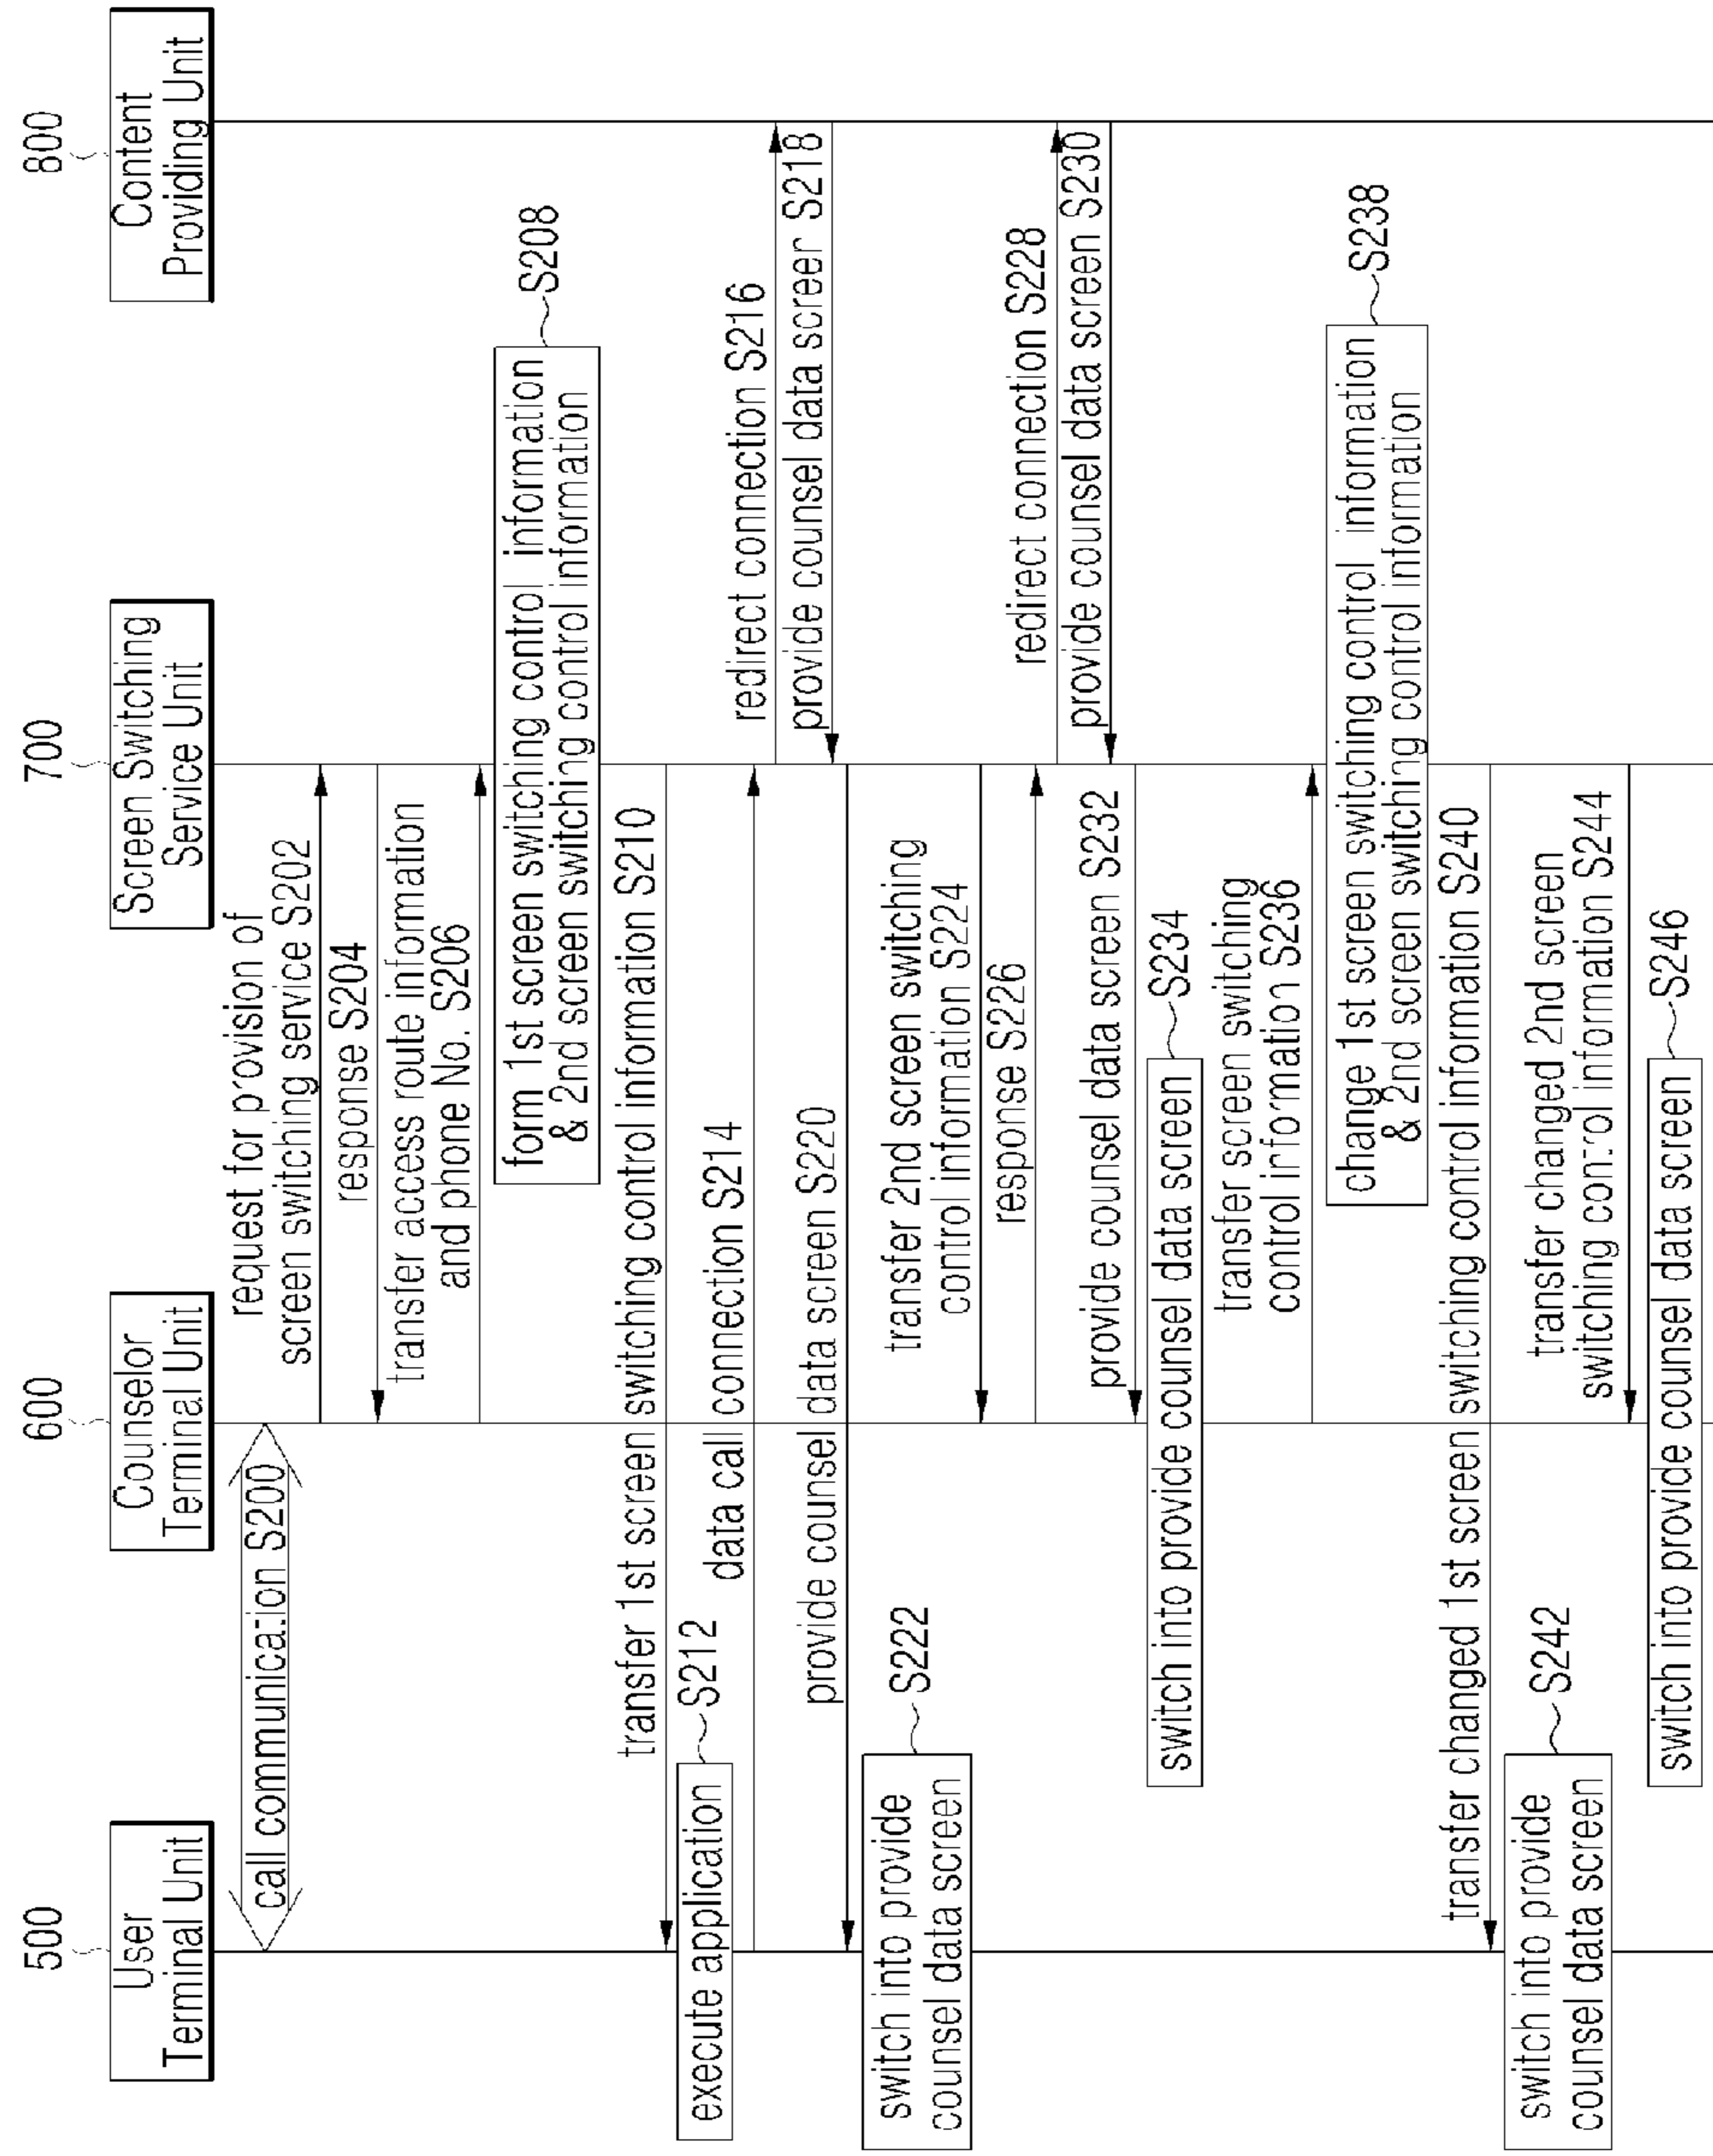 500
User
Terminal Unit
600
Counselor
Terminal Unit
700
Screen Switching
Service Unit
800
Content
Providing Unit
call communication S200
request for provision of
screen switching service S202
response S204
transfer access route information
and phone No. S206
form 1st screen switching control information
& 2nd screen switching control information
S208
transfer 1st screen switching control information S210
execute application
S212
data call connection S214
redirect connection S216
provide counsel data screen S218
provide counsel data screen S220
switch into provide
counsel data screen
S222
transfer 2nd screen switching
control information S224
response S226
redirect connection S228
provide counsel data screen S230
provide counsel data screen S232
switch into provide counsel data screen
S234
transfer screen switching
control information S236
change 1st screen switching control information
& 2nd screen switching control information
S238
transfer changed 1st screen switching control information S240
switch into provide
counsel data screen
S242
transfer changed 2nd screen
switching control information S244
switch into provide counsel data screen
S246